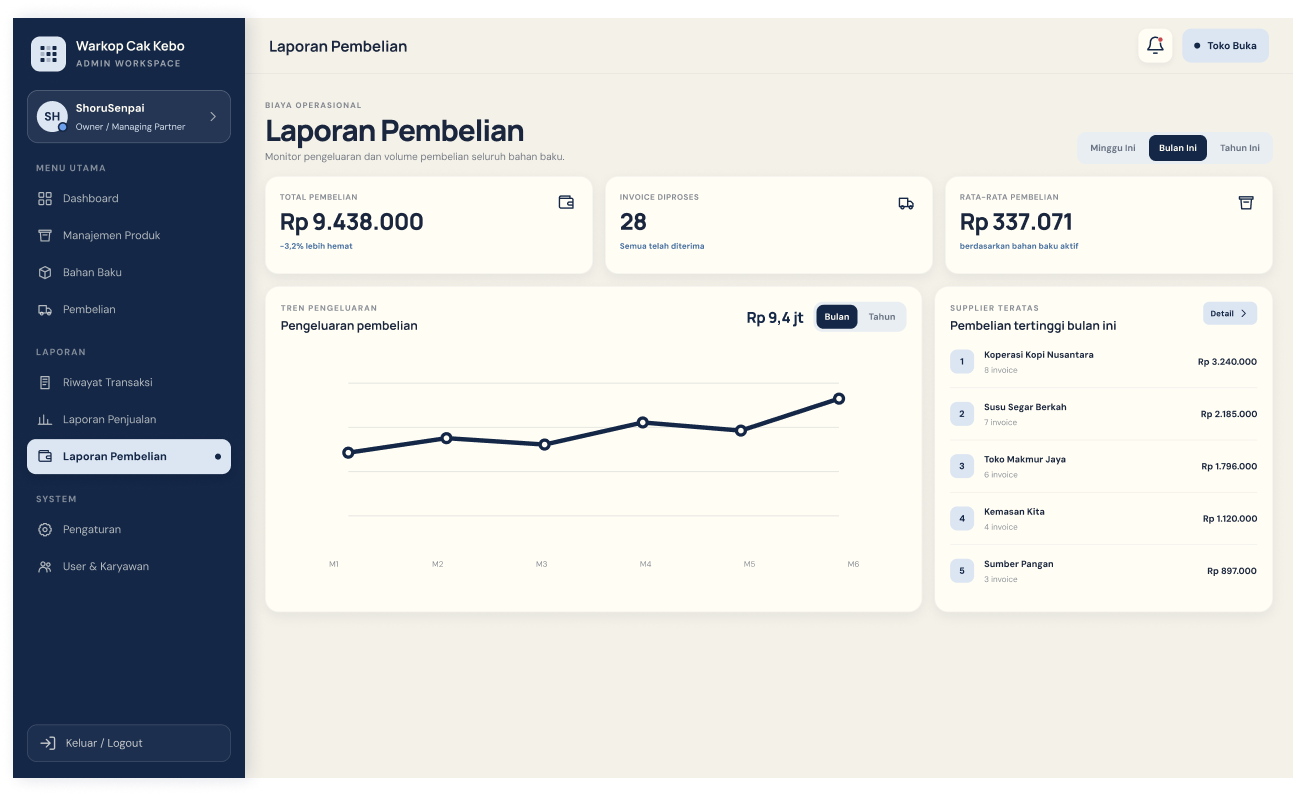 Warkop Cak Kebo
ADMIN WORKSPACE
SH
ShoruSenpai
Owner / Managing Partner
MENU UTAMA
Dashboard
Manajemen Produk
Bahan Baku
Pembelian
LAPORAN
Riwayat Transaksi
Laporan Penjualan
Laporan Pembelian
SYSTEM
Pengaturan
User & Karyawan
Keluar / Logout
Laporan Pembelian
Toko Buka
BIAYA OPERASIONAL
Laporan Pembelian
Monitor pengeluaran dan volume pembelian seluruh bahan baku.
Minggu Ini
Bulan Ini
Tahun Ini
TOTAL PEMBELIAN
Rp 9.438.000
-3,2% lebih hemat
INVOICE DIPROSES
28
Semua telah diterima
RATA-RATA PEMBELIAN
Rp 337.071
berdasarkan bahan baku aktif
TREN PENGELUARAN
Pengeluaran pembelian
Rp 9,4 jt
Bulan
Tahun
M1
M2
M3
M4
M5
M6
SUPPLIER TERATAS
Pembelian tertinggi bulan ini
Detail
1
Koperasi Kopi Nusantara
8 invoice
Rp 3.240.000
2
Susu Segar Berkah
7 invoice
Rp 2.185.000
3
Toko Makmur Jaya
6 invoice
Rp 1.796.000
4
Kemasan Kita
4 invoice
Rp 1.120.000
5
Sumber Pangan
3 invoice
Rp 897.000